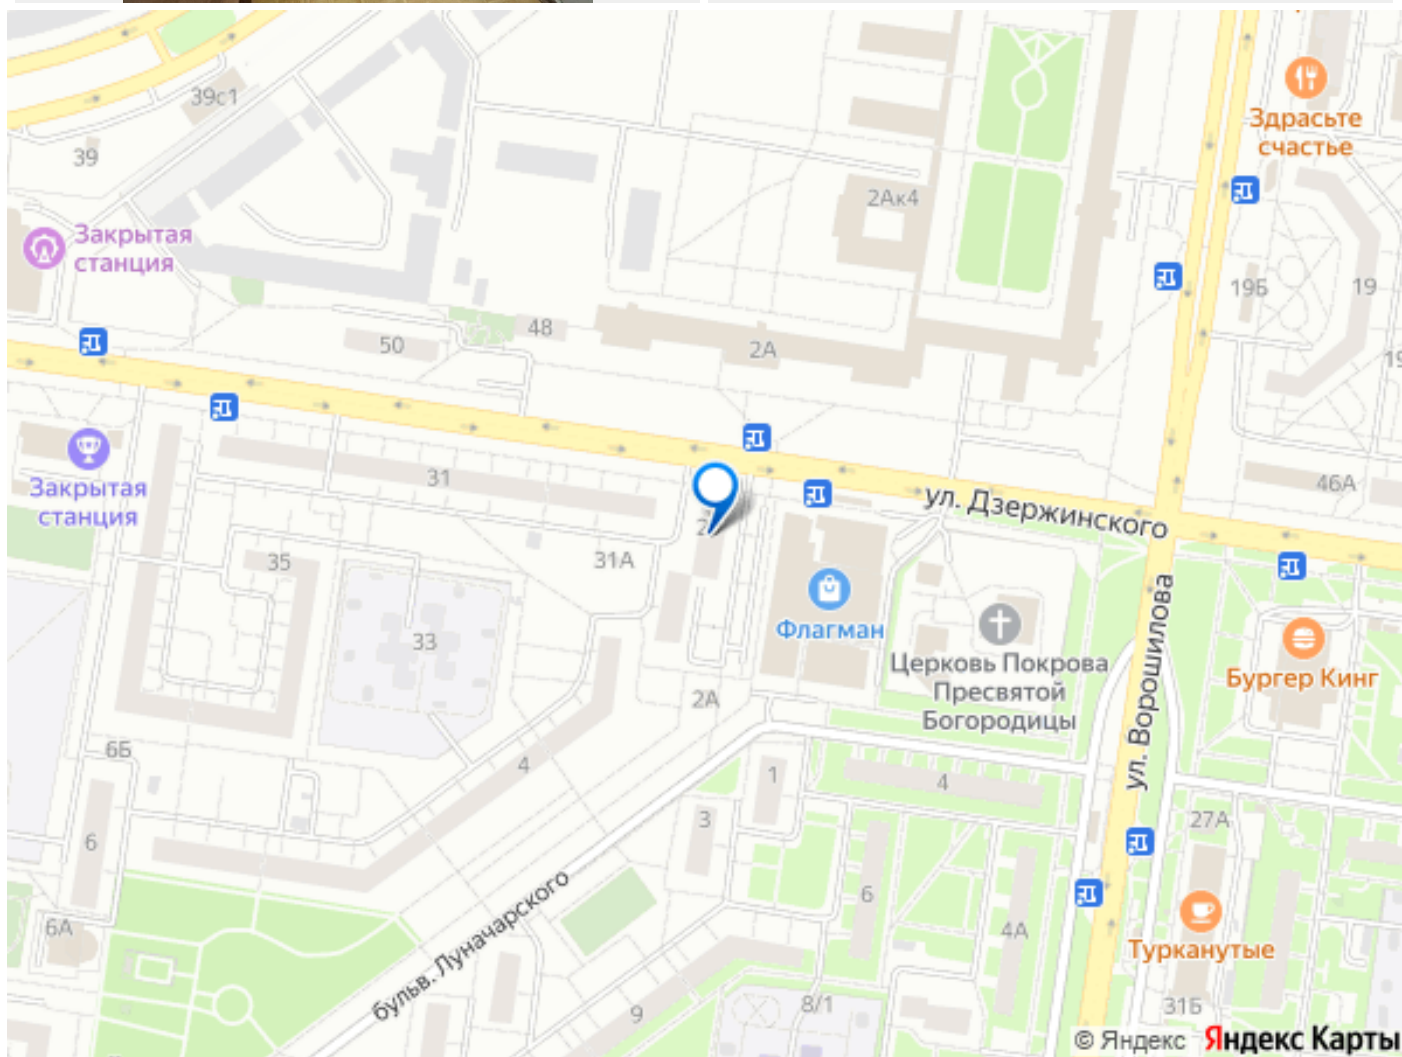 39с1
Здрасьте
счастье
39
2Ак4
Закрытая
станция
19Б
19
48
50
2А
46А
31
ул. Дзержинского
Закрытая
станция
31А
35
33
Флагман
Церковь Покрова
Пресвятой
Богородицы
ул. Ворошилова
Бургер Кинг
2А
6Б
4
1
4
3
27А
6
6
бульв. Луначарского
6А
4А
Турканутые
9
8/1
31Б
© Яндекс Яндекс Карты